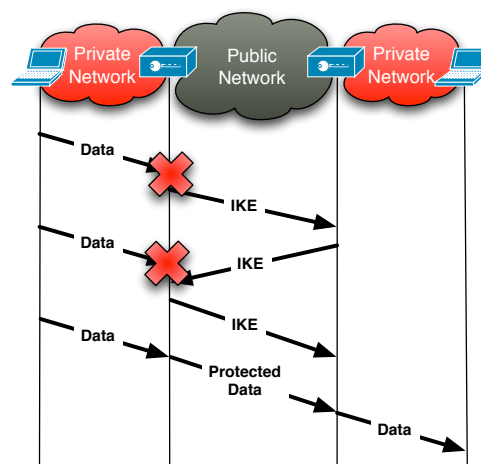 Private
Network
Public
Network
Private
Network
Data
IKE
Data
IKE
IKE
Data
Protected
Data
Data